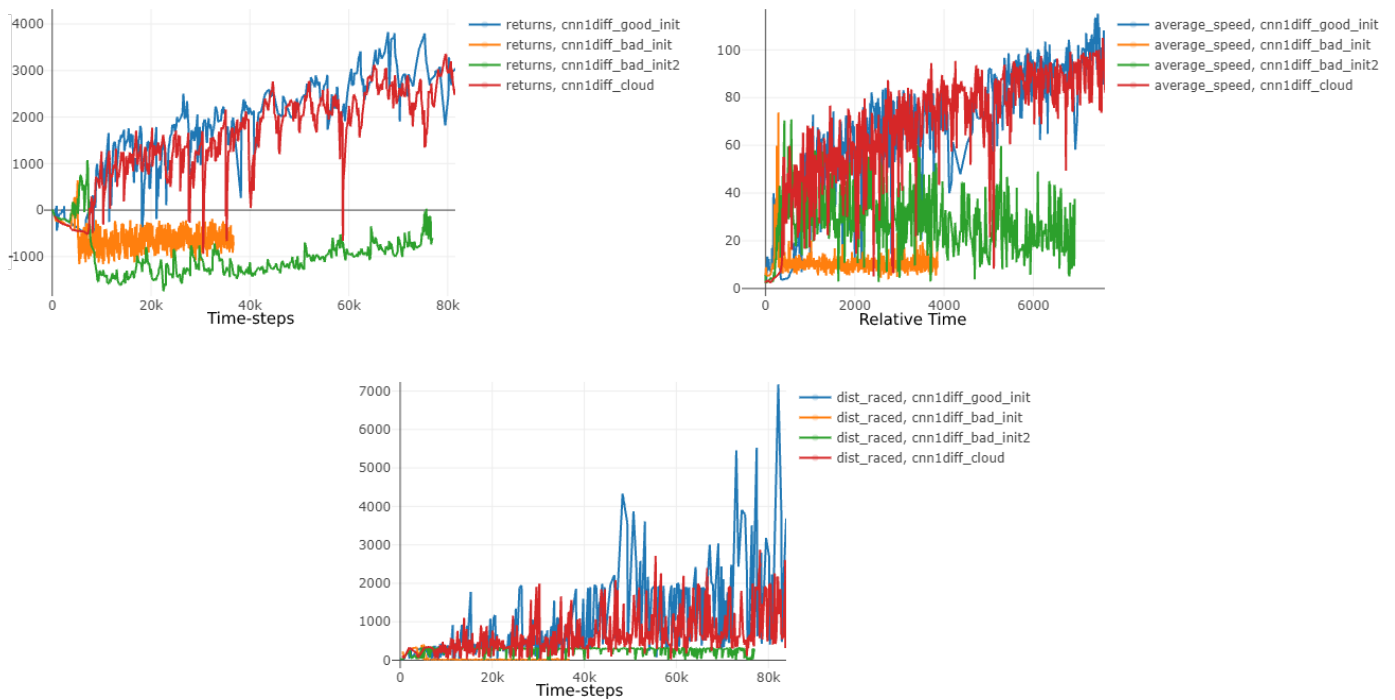 4000
3000
2000
1000
0
-1000
0
20k
40k
60k
80k
Time-steps
returns, cnn1diff_good_init
returns, cnn1diff_bad_init
returns, cnn1diff_bad_init2
returns, cnn1diff_cloud
100
80
60
40
20
0
0
2000
4000
6000
Relative Time
average_speed, cnn1diff_good_init
average_speed, cnn1diff_bad_init
average_speed, cnn1diff_bad_init2
average_speed, cnn1diff_cloud
7000
6000
5000
4000
3000
2000
1000
0
0
20k
40k
60k
80k
Time-steps
dist_raced, cnn1diff_good_init
dist_raced, cnn1diff_bad_init
dist_raced, cnn1diff_bad_init2
dist_raced, cnn1diff_cloud